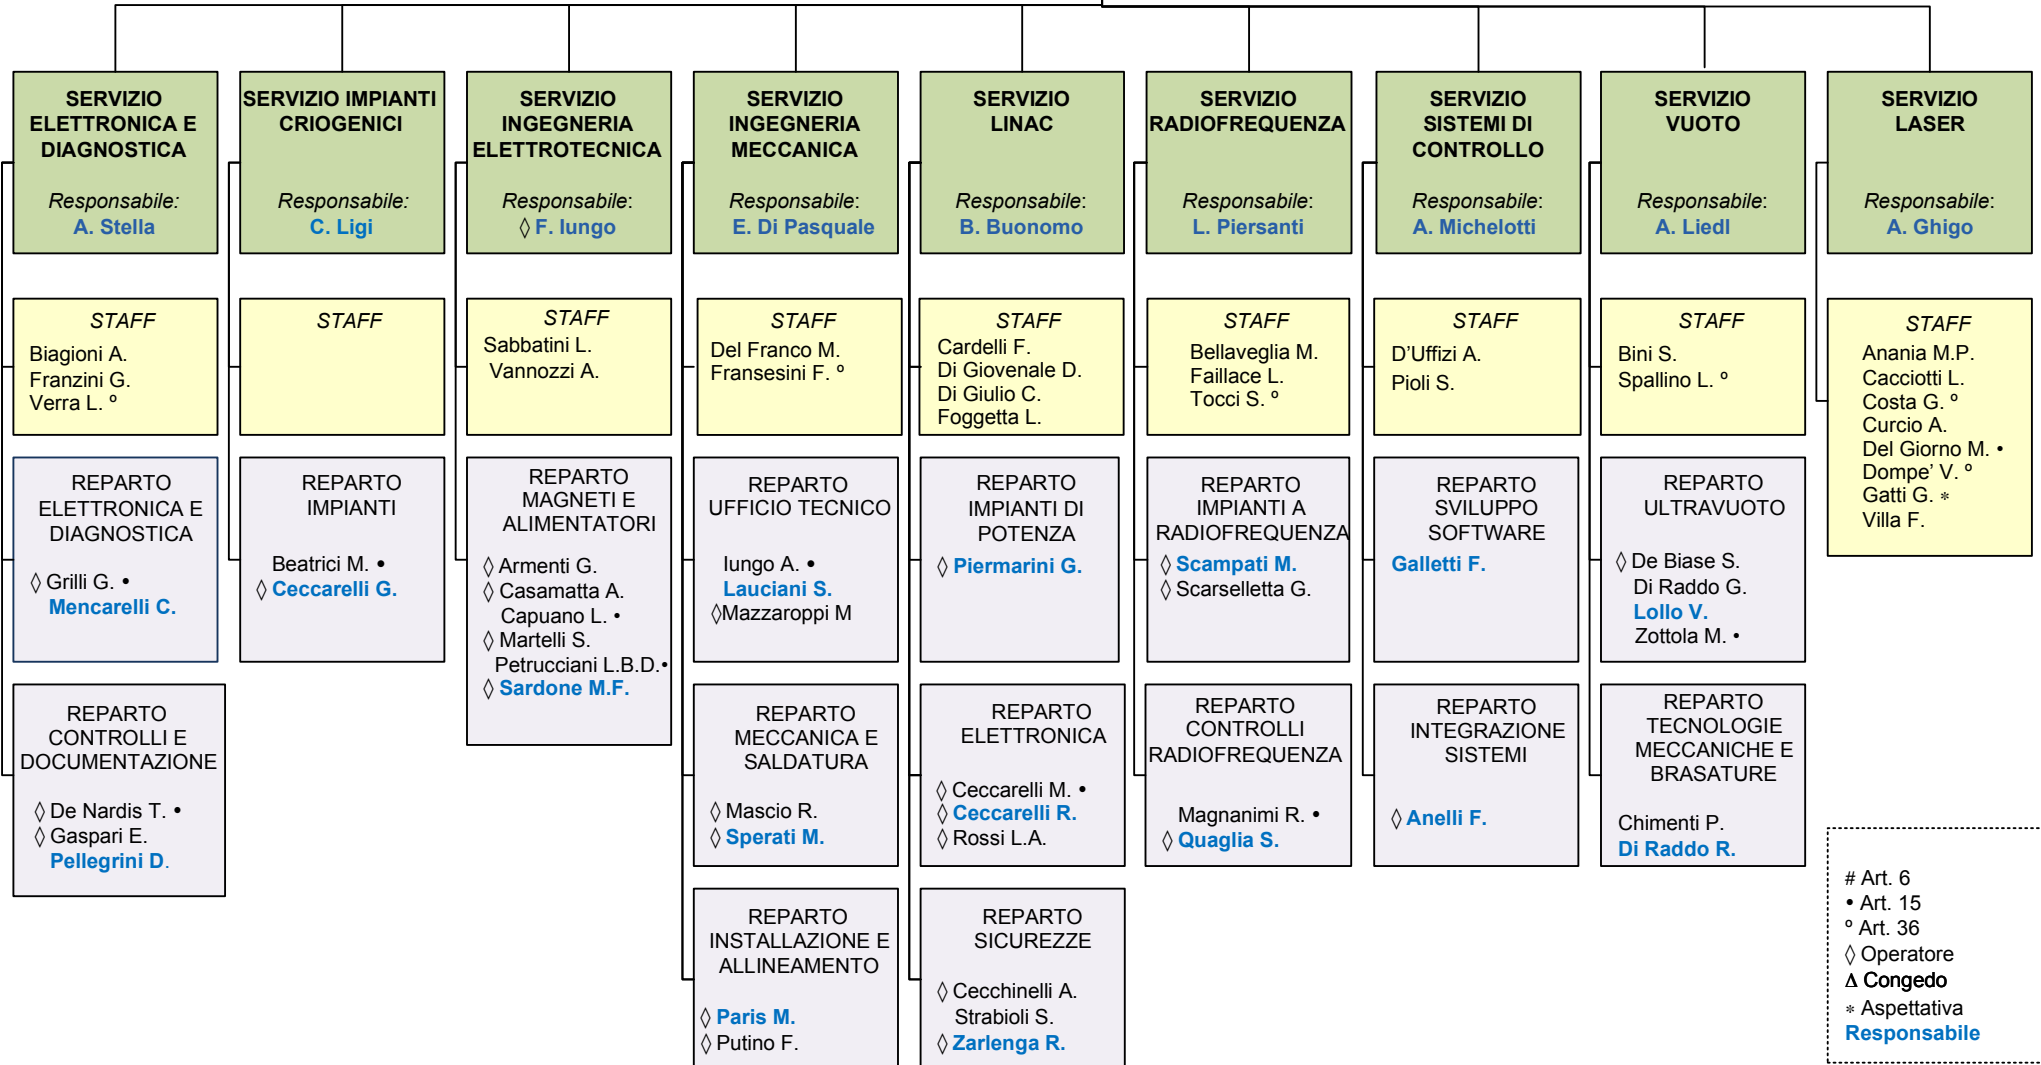 SERVIZIO
ELETTRONICA E
DIAGNOSTICA
Responsabile:
A. Stella
STAFF
Biagioni A.
Franzini G.
Verra L. º
REPARTO
ELETTRONICA E
DIAGNOSTICA
◊ Grilli G. •
Mencarelli C.
REPARTO
CONTROLLI E
DOCUMENTAZIONE
◊ De Nardis T. •
◊ Gaspari E.
Pellegrini D.
SERVIZIO IMPIANTI
CRIOGENICI
Responsabile:
C. Ligi
STAFF
REPARTO
IMPIANTI
Beatrici M. •
◊ Ceccarelli G.
SERVIZIO
INGEGNERIA
ELETTROTECNICA
Responsabile:
◊ F. Iungo
STAFF
Sabbatini L.
Vannozzi A.
REPARTO
MAGNETI E
ALIMENTATORI
◊ Armenti G.
◊ Casamatta A.
Capuano L. •
◊ Martelli S.
Petrucciani L.B.D.•
◊ Sardone M.F.
SERVIZIO
INGEGNERIA
MECCANICA
Responsabile:
E. Di Pasquale
STAFF
Del Franco M.
Fransesini F. º
REPARTO
UFFICIO TECNICO
Iungo A. •
Lauciani S.
◊Mazzaroppi M
REPARTO
MECCANICA E
SALDATURA
◊ Mascio R.
◊ Sperati M.
REPARTO
INSTALLAZIONE E
ALLINEAMENTO
◊ Paris M.
◊ Putino F.
SERVIZIO
LINAC
Responsabile:
B. Buonomo
STAFF
Cardelli F.
Di Giovenale D.
Di Giulio C.
Foggetta L.
REPARTO
IMPIANTI DI
POTENZA
◊ Piermarini G.
REPARTO
ELETTRONICA
◊ Ceccarelli M. •
◊ Ceccarelli R.
◊ Rossi L.A.
REPARTO
SICUREZZE
◊ Cecchinelli A.
Strabioli S.
◊ Zarlenga R.
SERVIZIO
RADIOFREQUENZA
Responsabile:
L. Piersanti
STAFF
Bellaveglia M.
Faillace L.
Tocci S. º
REPARTO
IMPIANTI A
RADIOFREQUENZA
◊ Scampati M.
◊ Scarselletta G.
REPARTO
CONTROLLI
RADIOFREQUENZA
Magnanimi R. •
◊ Quaglia S.
SERVIZIO
SISTEMI DI
CONTROLLO
Responsabile:
A. Michelotti
STAFF
D'Uffizi A.
Pioli S.
REPARTO
SVILUPPO
SOFTWARE
Galletti F.
REPARTO
INTEGRAZIONE
SISTEMI
◊ Anelli F.
SERVIZIO
VUOTO
Responsabile:
A. Liedl
STAFF
Bini S.
Spallino L. º
REPARTO
ULTRAVUOTO
◊ De Biase S.
Di Raddo G.
Lollo V.
Zottola M. •
REPARTO
TECNOLOGIE
MECCANICHE E
BRASATURE
Chimenti P.
Di Raddo R.
SERVIZIO
LASER
Responsabile:
A. Ghigo
STAFF
Anania M.P.
Cacciotti L.
Costa G. º
Curcio A.
Del Giorno M. •
Dompe’ V. º
Gatti G. *
Villa F.
# Art. 6
• Art. 15
º Art. 36
◊ Operatore
∆ Congedo
* Aspettativa
Responsabile